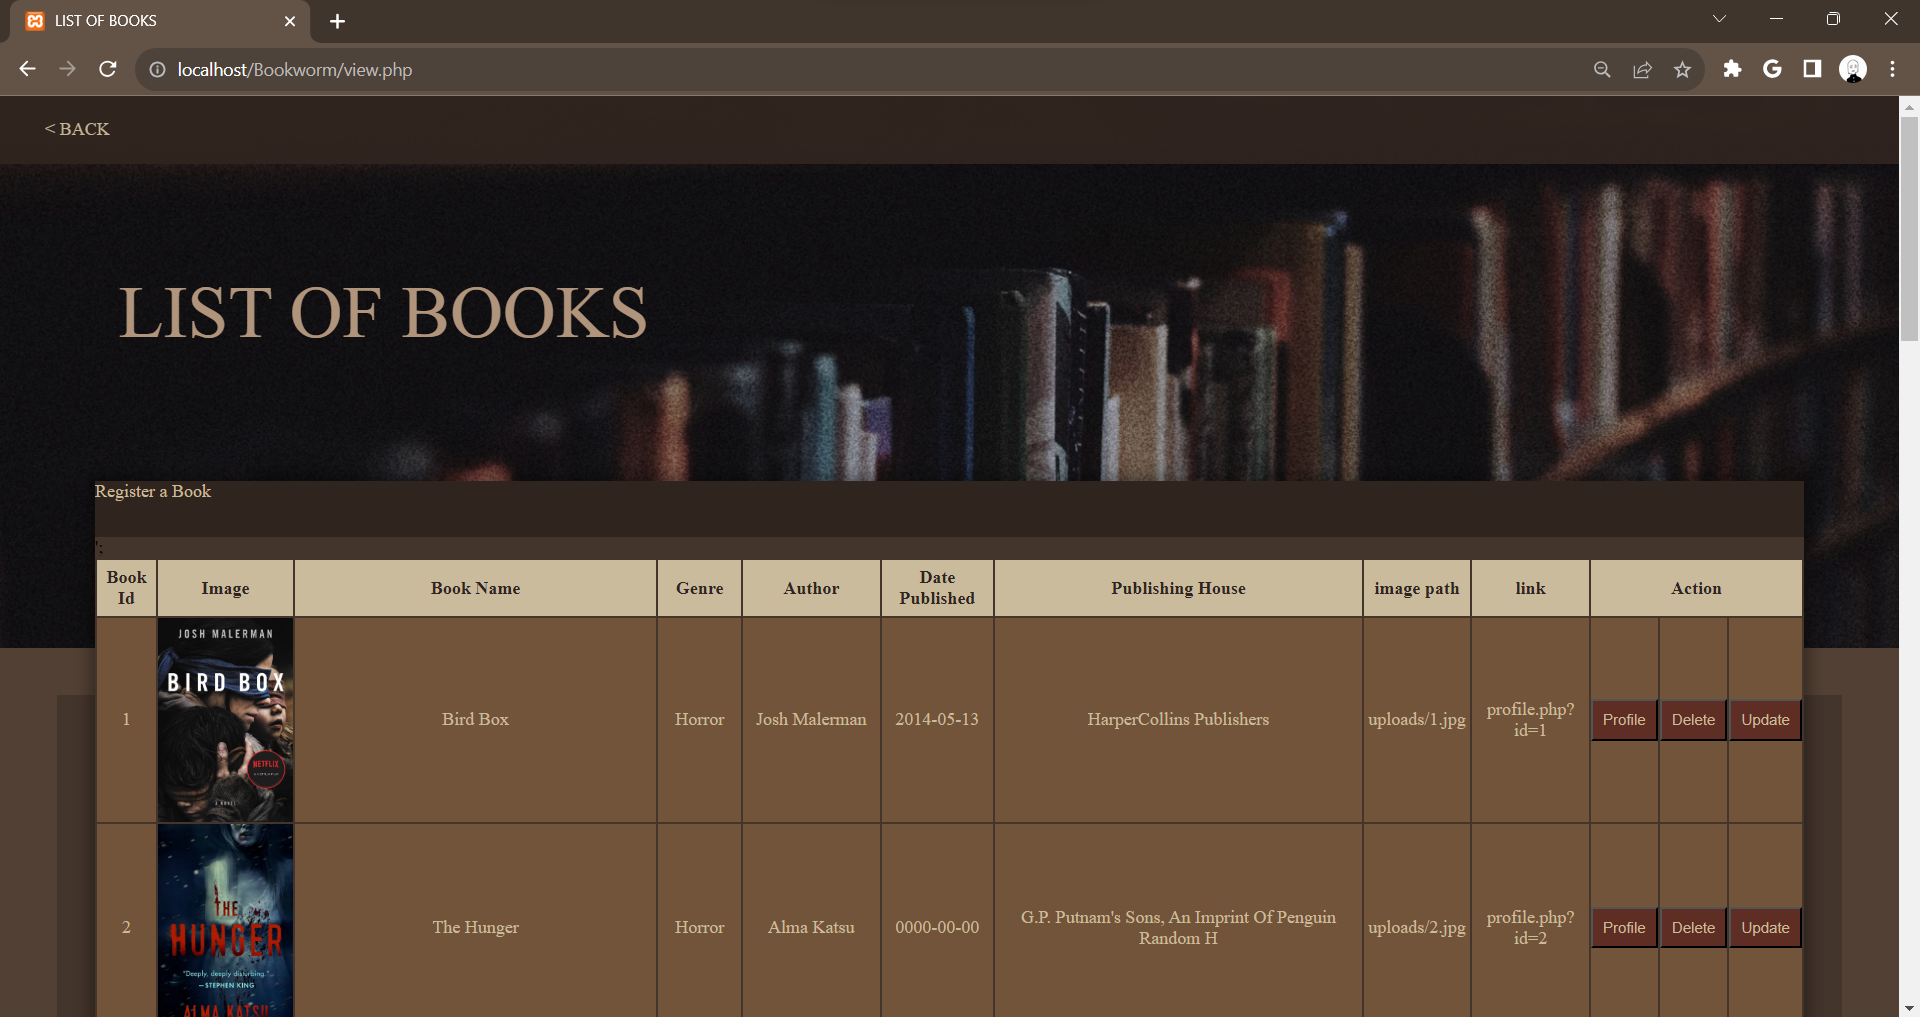 LIST OF BOOKS
localhost/Bookworm/view.php
< BACK
LIST OF BOOKS
Register a Book
';
Book Id Image Book Name Genre Author Date Published Publishing House image path link Action
JOSH MALERMAN
BIRD BOX
NETFLIX
A NOVEL
1 Bird Box Horror Josh Malerman 2014-05-13 HarperCollins Publishers uploads/1.jpg profile.php?id=1 Profile Delete Update
THE
HUNGER
"Deeply, deeply disturbing."
—STEPHEN KING
ALMA KATSU
2 The Hunger Horror Alma Katsu 0000-00-00 G.P. Putnam's Sons, An Imprint Of Penguin Random H uploads/2.jpg profile.php?id=2 Profile Delete Update